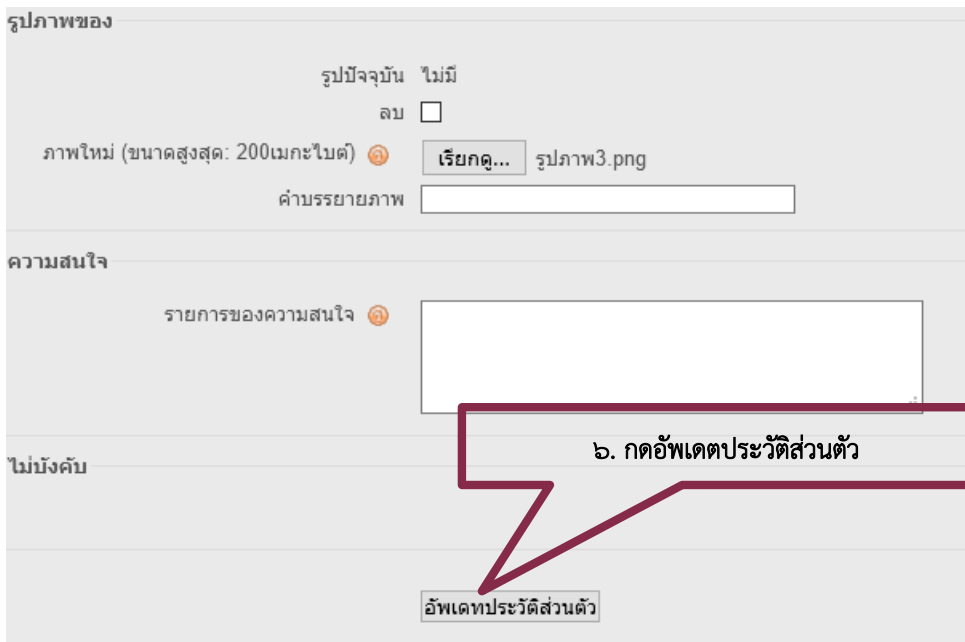 รูปภาพของ
รูปปัจจุบัน ไม่มี
ลบ
ภาพใหม่ (ขนาดสูงสุด: 200เมกะไบต์) เรียกดู... รูปภาพ3.png
คำบรรยายภาพ
ความสนใจ
รายการของความสนใจ
๖. กดอัพเดตประวัติส่วนตัว
ไม่บังคับ
อัพเดทประวัติส่วนตัว